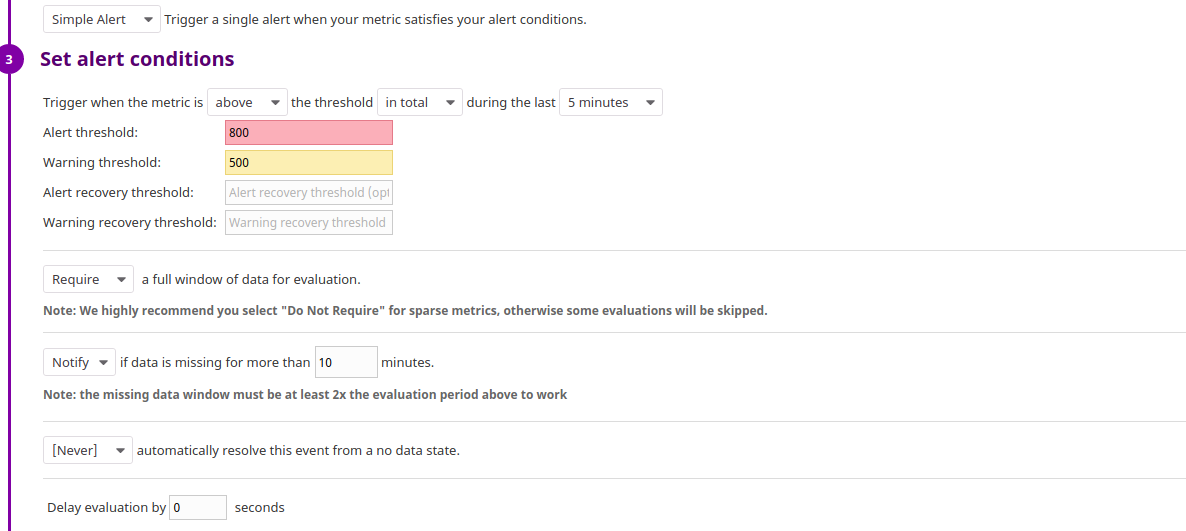 Simple Alert Trigger a single alert when your metric satisfies your alert conditions.
3 Set alert conditions
Trigger when the metric is above the threshold in total during the last 5 minutes
Alert threshold: 800
Warning threshold: 500
Alert recovery threshold: Alert recovery threshold (opt
Warning recovery threshold: Warning recovery threshold
Require a full window of data for evaluation.
Note: We highly recommend you select "Do Not Require" for sparse metrics, otherwise some evaluations will be skipped.
Notify if data is missing for more than 10 minutes.
Note: the missing data window must be at least 2x the evaluation period above to work
[Never] automatically resolve this event from a no data state.
Delay evaluation by 0 seconds